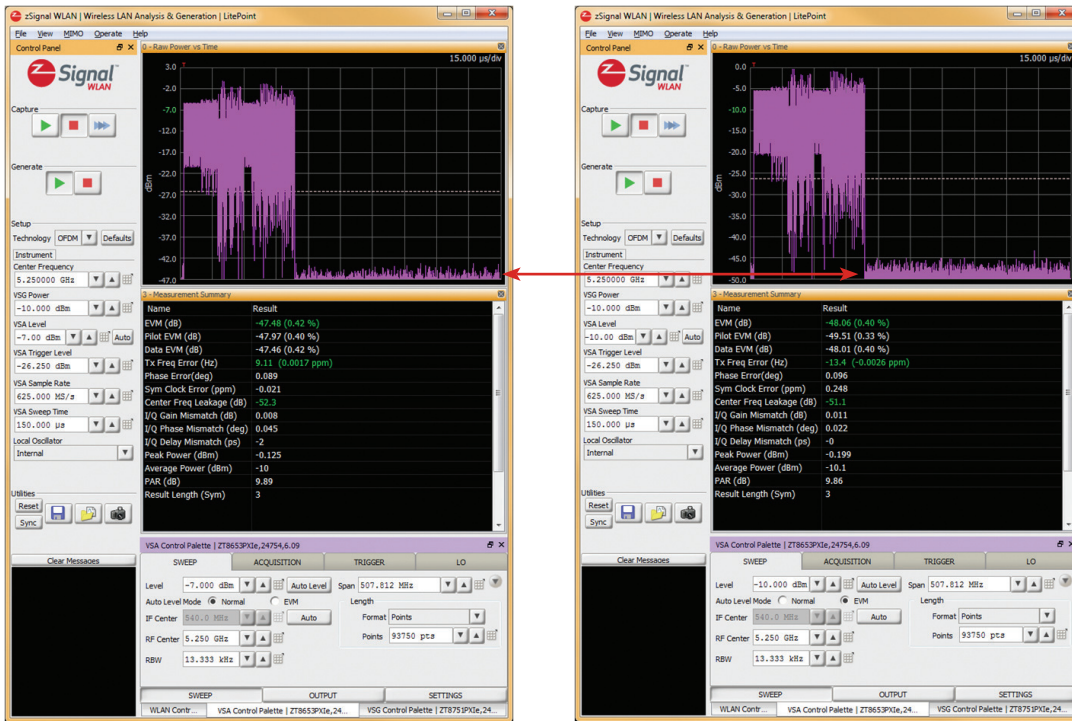 zSignal WLAN | Wireless LAN Analysis & Generation | LitePoint
File View MIMO Operate Help
Control Panel
Z Signal™
WLAN
Capture
Generate
Setup
Technology OFDM Defaults
Instrument
Center Frequency
5.250000 GHz
VSG Power
-10.000 dBm
VSA Level
-7.00 dBm Auto
VSA Trigger Level
-26.250 dBm
VSA Sample Rate
625.000 MS/s
VSA Sweep Time
150.000 µs
Local Oscillator
Internal
Utilities
Reset
Sync
Clear Messages
0 - Raw Power vs Time
15.000 µs/div
3.0
-2.0
-7.0
-12.0
-17.0
-22.0
-27.0
-32.0
-37.0
-42.0
-47.0
dBm
3 - Measurement Summary
Name Result
EVM (dB) -47.48 (0.42 %)
Pilot EVM (dB) -47.97 (0.40 %)
Data EVM (dB) -47.46 (0.42 %)
Tx Freq Error (Hz) 9.11 (0.0017 ppm)
Phase Error(deg) 0.089
Sym Clock Error (ppm) -0.021
Center Freq Leakage (dB) -52.3
I/Q Gain Mismatch (dB) 0.008
I/Q Phase Mismatch (deg) 0.045
I/Q Delay Mismatch (ps) -2
Peak Power (dBm) -0.125
Average Power (dBm) -10
PAR (dB) 9.89
Result Length (Sym) 3
VSA Control Palette | ZT8653PXIe,24754,6.09
SWEEP ACQUISITION TRIGGER LO
Level -7.000 dBm Auto Level Span 507.812 MHz
Auto Level Mode Normal EVM Length
IF Center 540.0 MHz Auto Format Points
RF Center 5.250 GHz Points 93750 pts
RBW 13.333 kHz
SWEEP OUTPUT SETTINGS
WLAN Contr... VSA Control Palette | ZT8653PXIe,24... VSG Control Palette | ZT8751PXIe,24...
zSignal WLAN | Wireless LAN Analysis & Generation | LitePoint
File View MIMO Operate Help
Control Panel
Z Signal™
WLAN
Capture
Generate
Setup
Technology OFDM Defaults
Instrument
Center Frequency
5.250000 GHz
VSG Power
-10.000 dBm
VSA Level
-10.00 dBm Auto
VSA Trigger Level
-26.250 dBm
VSA Sample Rate
625.000 MS/s
VSA Sweep Time
150.000 µs
Local Oscillator
Internal
Utilities
Reset
Sync
Clear Messages
0 - Raw Power vs Time
15.000 µs/div
0.0
-5.0
-10.0
-15.0
-20.0
-25.0
-30.0
-35.0
-40.0
-45.0
-50.0
dBm
3 - Measurement Summary
Name Result
EVM (dB) -48.06 (0.40 %)
Pilot EVM (dB) -49.51 (0.33 %)
Data EVM (dB) -48.01 (0.40 %)
Tx Freq Error (Hz) -13.4 (-0.0026 ppm)
Phase Error(deg) 0.096
Sym Clock Error (ppm) 0.248
Center Freq Leakage (dB) -51.1
I/Q Gain Mismatch (dB) 0.011
I/Q Phase Mismatch (deg) 0.022
I/Q Delay Mismatch (ps) -0
Peak Power (dBm) -0.199
Average Power (dBm) -10.1
PAR (dB) 9.86
Result Length (Sym) 3
VSA Control Palette | ZT8653PXIe,24754,6.09
SWEEP ACQUISITION TRIGGER LO
Level -10.000 dBm Auto Level Span 507.812 MHz
Auto Level Mode Normal EVM Length
IF Center 540.0 MHz Auto Format Points
RF Center 5.250 GHz Points 93750 pts
RBW 13.333 kHz
SWEEP OUTPUT SETTINGS
WLAN Contr... VSA Control Palette | ZT8653PXIe,24... VSG Control Palette | ZT8751PXIe,24...